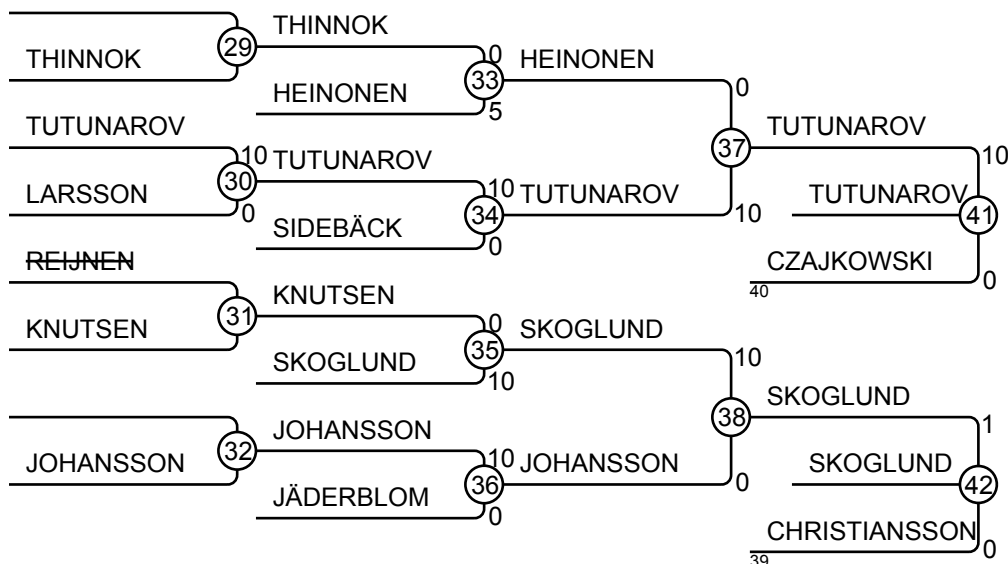 THINNOK
29
THINNOK
0
33
HEINONEN
5
HEINONEN
0
TUTUNAROV
10
LARSSON
0
30
TUTUNAROV
10
34
SIDEBÄCK
0
TUTUNAROV
10
37
TUTUNAROV
10
TUTUNAROV
41
CZAJKOWSKI
0
40
REIJNEN
31
KNUTSEN
KNUTSEN
0
35
SKOGLUND
10
SKOGLUND
10
32
JOHANSSON
JOHANSSON
10
36
JÄDERBLOM
0
JOHANSSON
0
38
SKOGLUND
1
SKOGLUND
42
CHRISTIANSSON
0
39